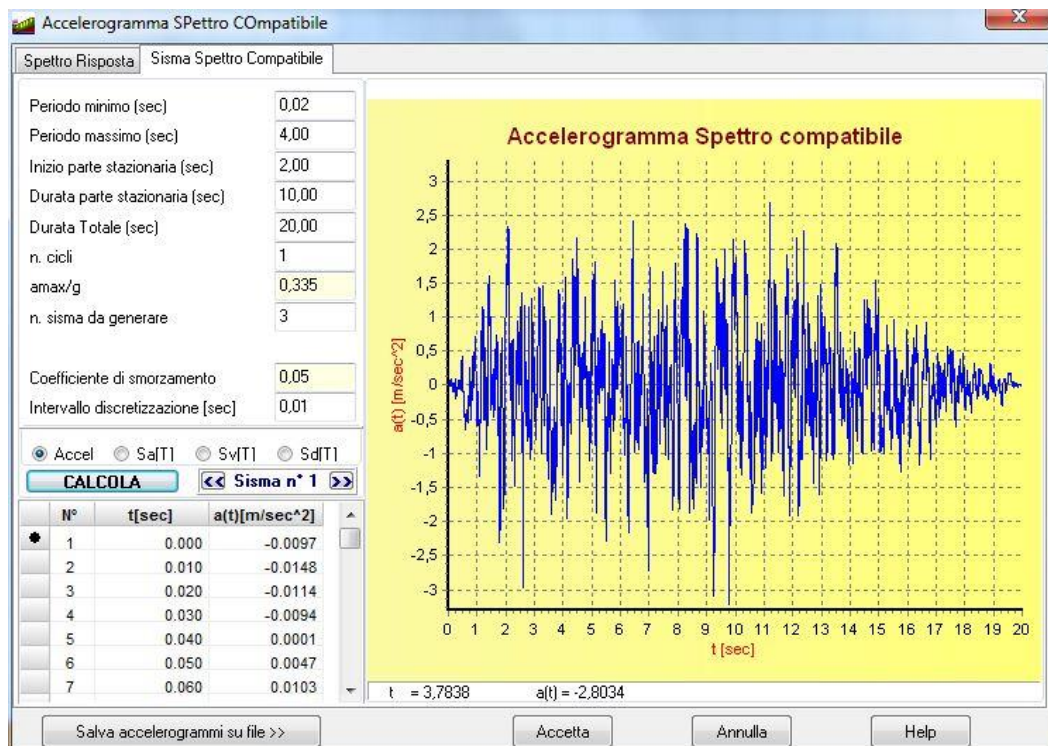 Accelerogramma SPettro COmpatibile
x
Spettro Risposta
Sisma Spettro Compatibile
Periodo minimo (sec) 0,02
Periodo massimo (sec) 4,00
Inizio parte stazionaria (sec) 2,00
Durata parte stazionaria (sec) 10,00
Durata Totale (sec) 20,00
n. cicli 1
amax/g 0,335
n. sisma da generare 3
Coefficiente di smorzamento 0,05
Intervallo discretizzazione [sec] 0,01
Accel Sa[T] Sv[T] Sd[T]
CALCOLA << Sisma n° 1 >>
N° t[sec] a(t)[m/sec^2]
1 0.000 -0.0097
2 0.010 -0.0148
3 0.020 -0.0114
4 0.030 -0.0094
5 0.040 0.0001
6 0.050 0.0047
7 0.060 0.0103
Accelerogramma Spettro compatibile
3
2,5
2
1,5
1
0,5
0
-0,5
-1
-1,5
-2
-2,5
-3
a(t) [m/sec^2]
0 1 2 3 4 5 6 7 8 9 10 11 12 13 14 15 16 17 18 19 20
t [sec]
t = 3,7838 a(t) = -2,8034
Salva accelerogrammi su file >>
Accetta
Annulla
Help